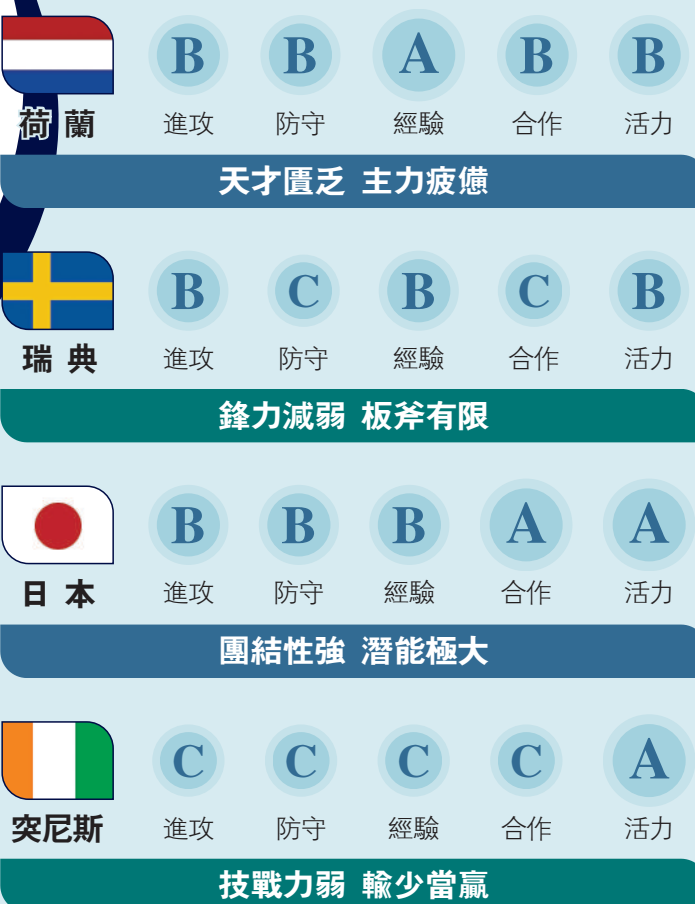 B B A B B
荷蘭 進攻 防守 經驗 合作 活力
天才匱乏 主力疲憊
B C B C B
瑞典 進攻 防守 經驗 合作 活力
鋒力減弱 板斧有限
B B B A A
日本 進攻 防守 經驗 合作 活力
團結性強 潛能極大
C C C C A
突尼斯 進攻 防守 經驗 合作 活力
技戰力弱 輸少當贏